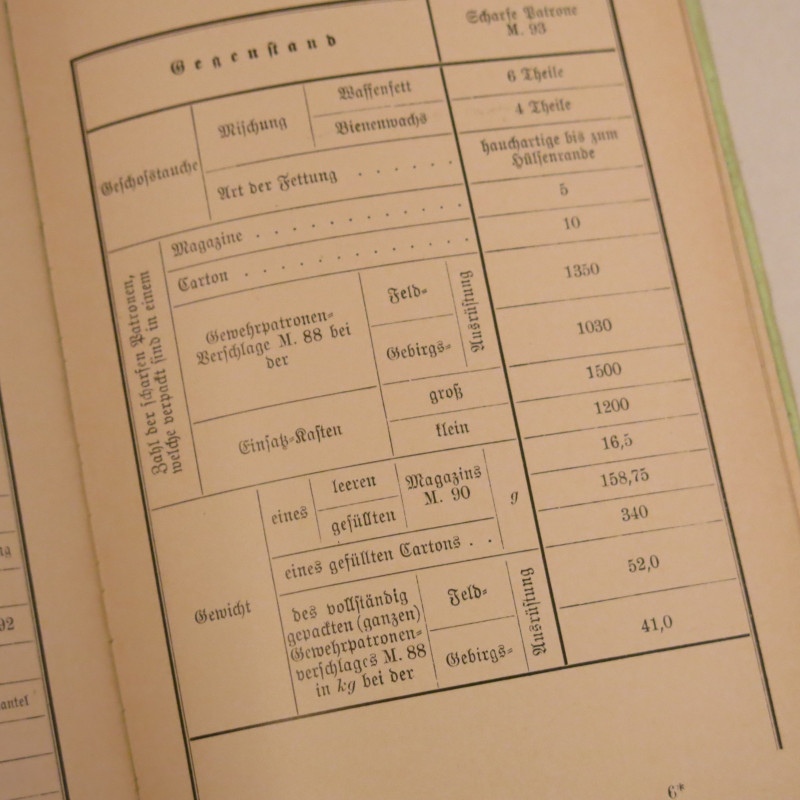 Gegenstand
Scharfe Patrone
M. 93
Geschoßtauche
Mischung
Waffenfett
6 Theile
Bienenwachs
4 Theile
Art der Fettung . . . . . .
hauchartige bis zum
Hülsenrande
Zahl der scharfen Patronen,
welche verpackt sind in einem
Magazine . . . . . . . . . . .
5
Carton . . . . . . . . . . . .
10
Gewehrpatronen-
Verschlage M. 88 bei
der
Feld-
Gebirgs-
Ausrüstung
1350
1030
Einsatz-Kasten
groß
1500
klein
1200
Gewicht
eines
leeren
gefüllten
Magazins
M. 90
g
16,5
158,75
eines gefüllten Cartons . .
340
des vollständig
gepackten (ganzen)
Gewehrpatronen-
verschlages M. 88
in kg bei der
Feld-
Gebirgs-
Ausrüstung
52,0
41,0
6*
92
antel